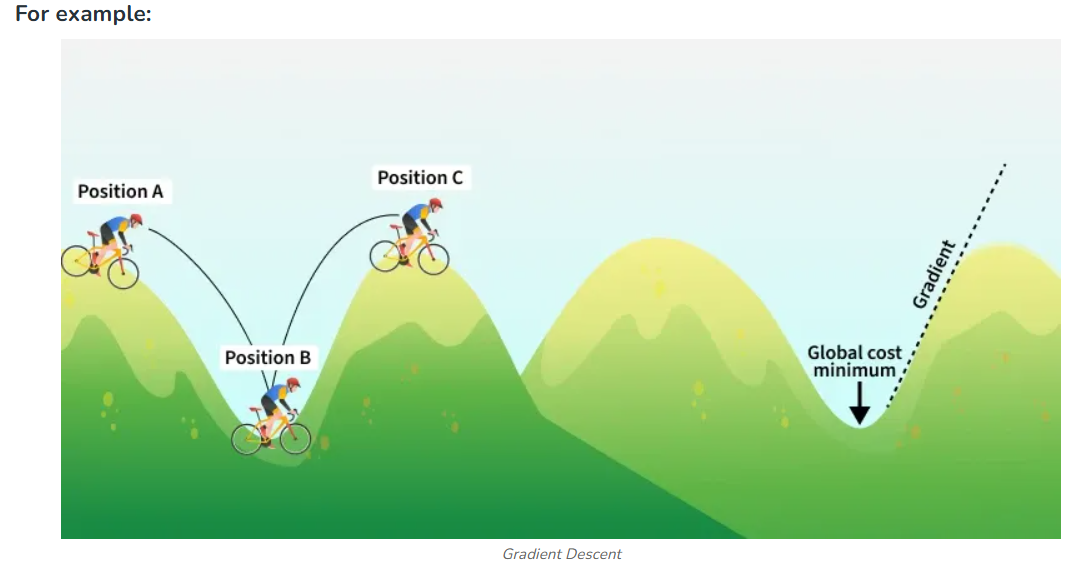 For example:
Position A
Position C
Position B
Gradient
Global cost
minimum
Gradient Descent